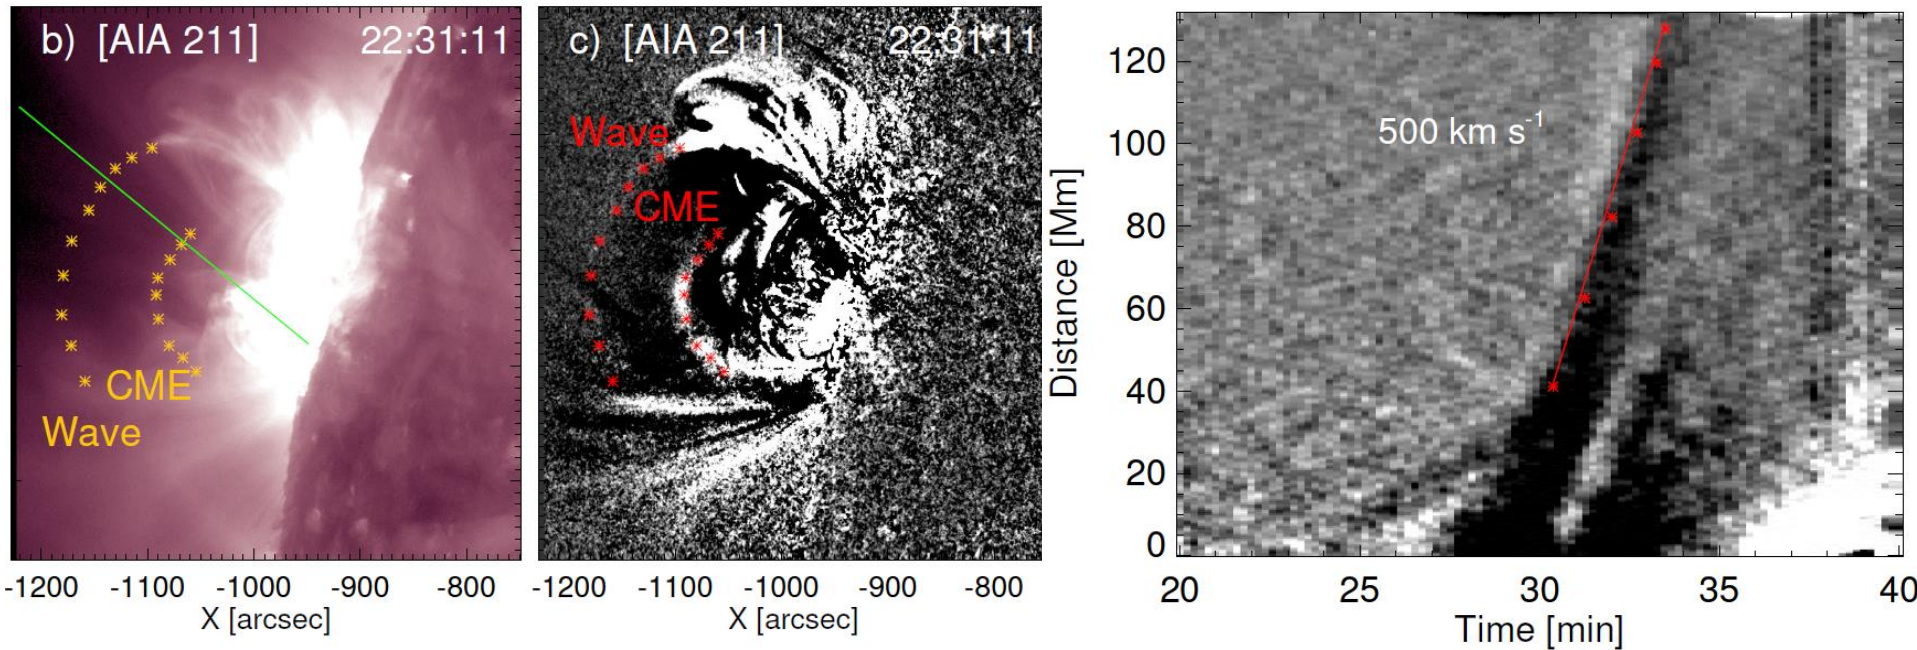 b) [AIA 211] 22:31:11
CME
Wave
-1200 -1100 -1000 -900 -800
X [arcsec]
c) [AIA 211] 22:31:11
Wave
CME
-1200 -1100 -1000 -900 -800
X [arcsec]
Distance [Mm]
120
100
80
60
40
20
0
500 km s⁻¹
20 25 30 35 40
Time [min]